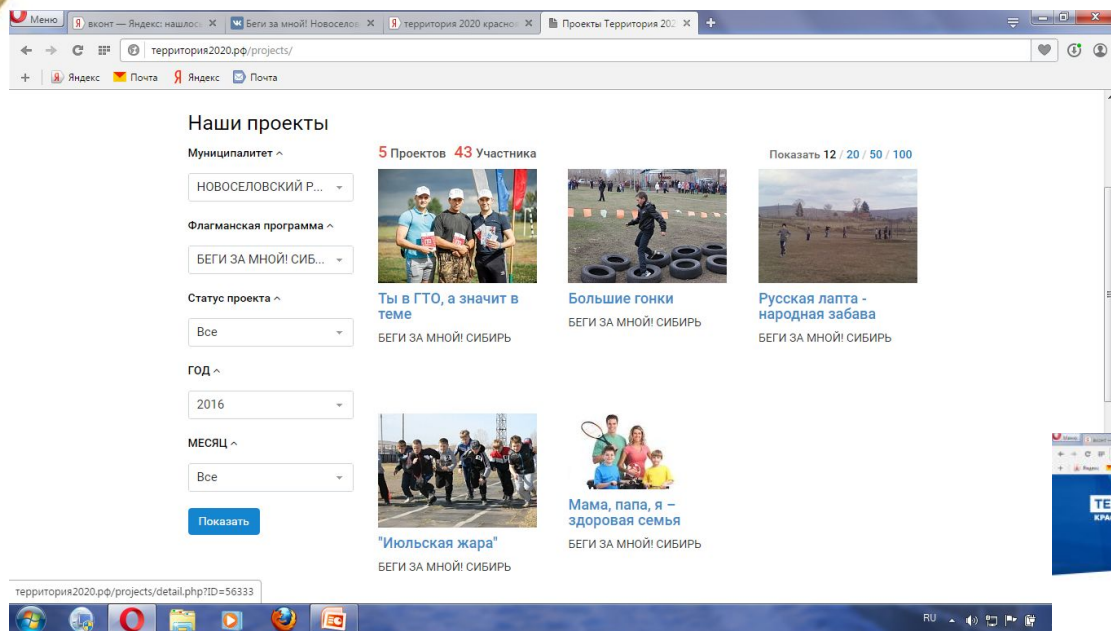 Меню
вконт — Яндекс: нашлось
Беги за мной! Новоселов
территория 2020 красно
Проекты Территория 202
территория2020.рф/projects/
Яндекс Почта Яндекс Почта
Наши проекты
Муниципалитет
НОВОСЕЛОВСКИЙ Р...
Флагманская программа
БЕГИ ЗА МНОЙ! СИБ...
Статус проекта
Все
ГОД
2016
МЕСЯЦ
Все
Показать
5 Проектов 43 Участника
Показать 12 / 20 / 50 / 100
Ты в ГТО, а значит в
теме
БЕГИ ЗА МНОЙ! СИБИРЬ
Большие гонки
БЕГИ ЗА МНОЙ! СИБИРЬ
Русская лапта -
народная забава
БЕГИ ЗА МНОЙ! СИБИРЬ
"Июльская жара"
БЕГИ ЗА МНОЙ! СИБИРЬ
Мама, папа, я –
здоровая семья
БЕГИ ЗА МНОЙ! СИБИРЬ
территория2020.рф/projects/detail.php?ID=56333
RU
Меню
ТЕ
КРА